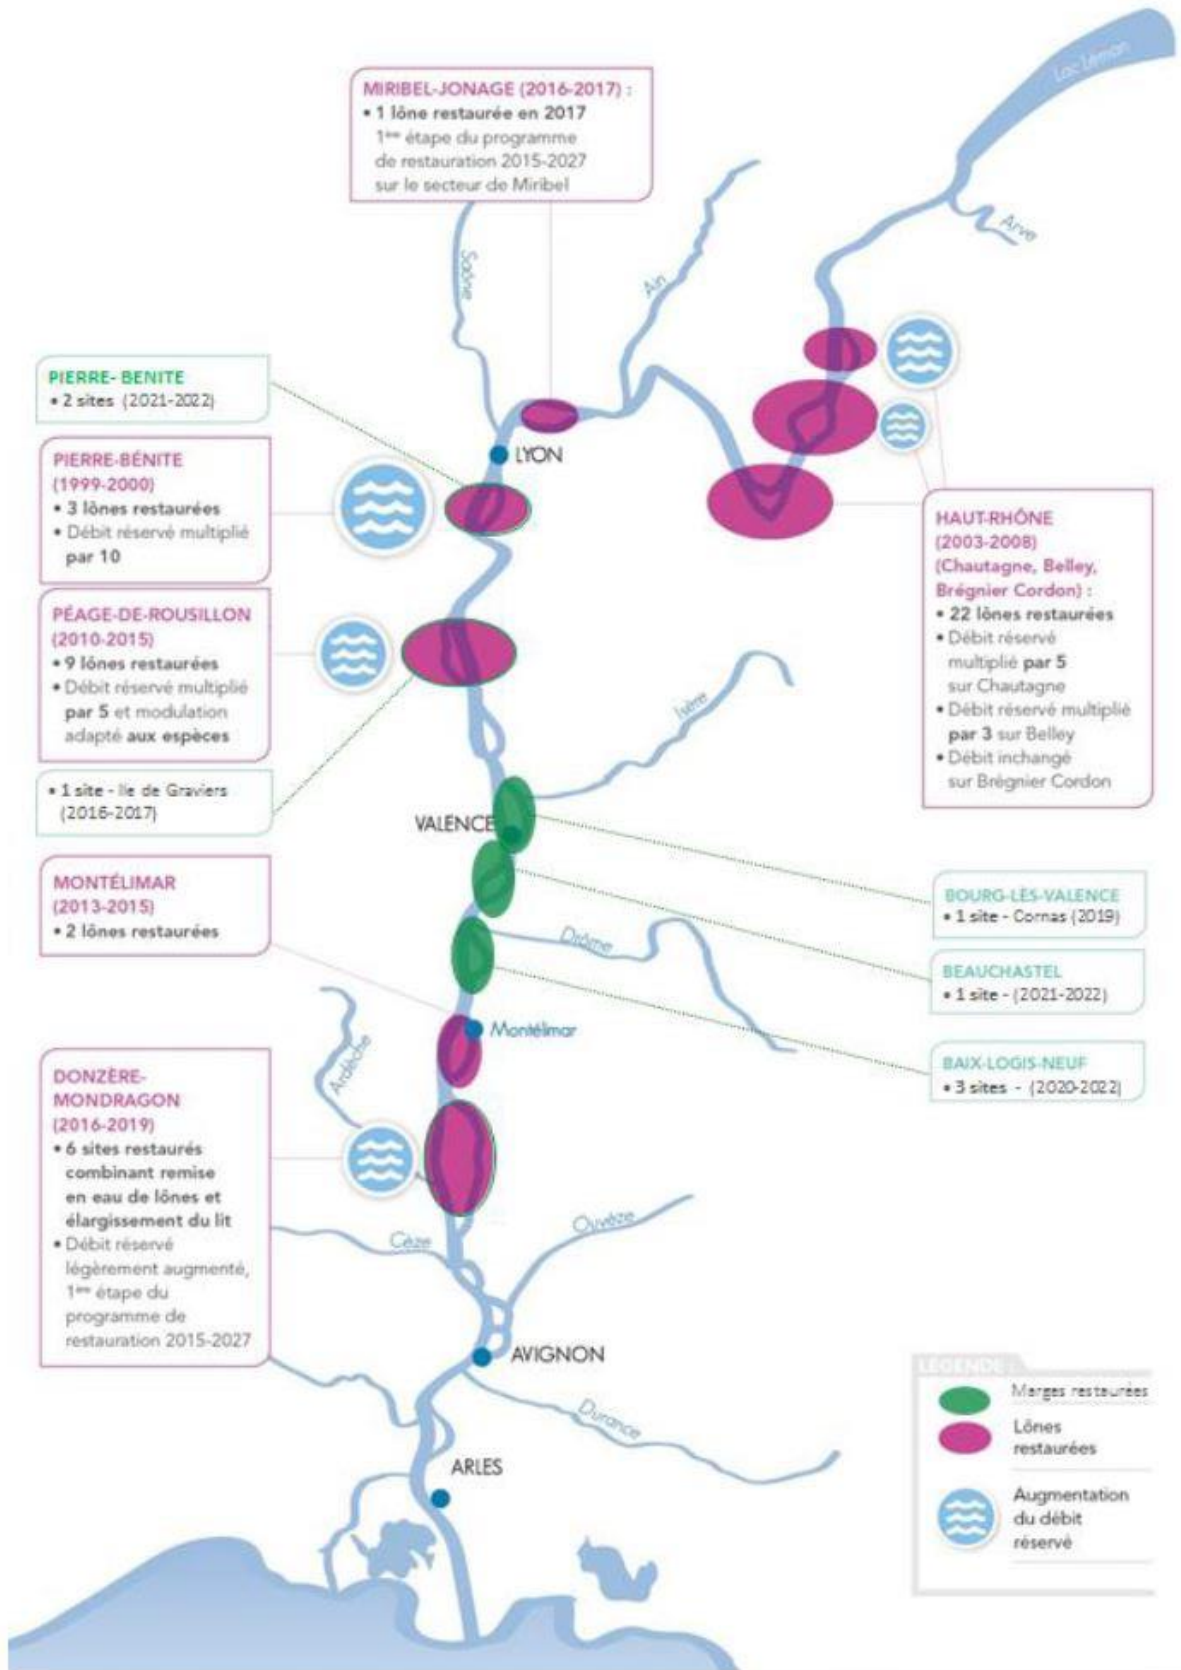 Lac Léman
MIRIBEL-JONAGE (2016-2017) :
• 1 lône restaurée en 2017
1ère étape du programme
de restauration 2015-2027
sur le secteur de Miribel
Arve
Saône
Ain
PIERRE- BENITE
• 2 sites (2021-2022)
LYON
PIERRE-BÉNITE
(1999-2000)
• 3 lônes restaurées
• Débit réservé multiplié
par 10
HAUT-RHÔNE
(2003-2008)
(Chautagne, Belley,
Brégnier Cordon) :
• 22 lônes restaurées
• Débit réservé
multiplié par 5
sur Chautagne
• Débit réservé multiplié
par 3 sur Belley
• Débit inchangé
sur Brégnier Cordon
PÉAGE-DE-ROUSILLON
(2010-2015)
• 9 lônes restaurées
• Débit réservé multiplié
par 5 et modulation
adapté aux espèces
Isère
• 1 site - Ile de Graviers
(2016-2017)
VALENCE
MONTÉLIMAR
(2013-2015)
• 2 lônes restaurées
BOURG-LÈS-VALENCE
• 1 site - Cornas (2019)
Drôme
BEAUCHASTEL
• 1 site - (2021-2022)
Montélimar
BAIX-LOGIS-NEUF
• 3 sites - (2020-2022)
Ardèche
DONZÈRE-
MONDRAGON
(2016-2019)
• 6 sites restaurés
combinant remise
en eau de lônes et
élargissement du lit
• Débit réservé
légèrement augmenté,
1ère étape du
programme de
restauration 2015-2027
Ouvèze
Cèze
AVIGNON
Durance
ARLES
LÉGENDE :
Marges restaurées
Lônes
restaurées
Augmentation
du débit
réservé